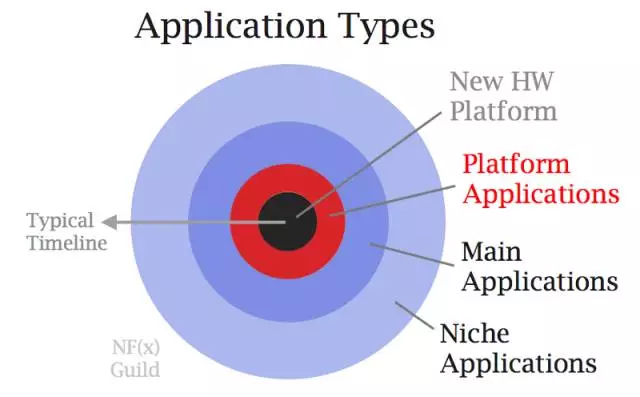 Application Types
New HW
Platform
Platform
Applications
Typical
Timeline
Main
Applications
Niche
Applications
NF(x)
Guild